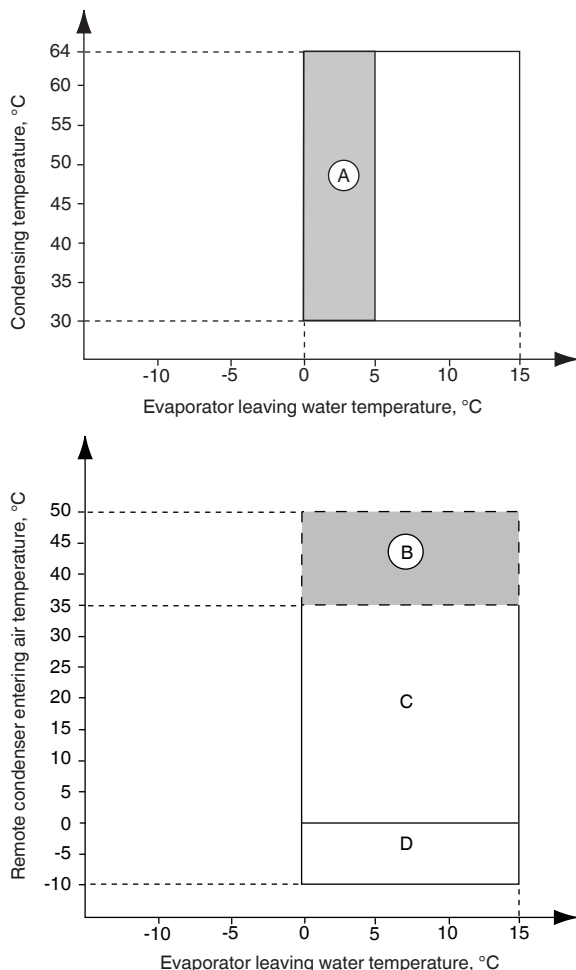 Condensing temperature, °C
64
60
55
50
45
40
35
30
A
-10 -5 0 5 10 15
Evaporator leaving water temperature, °C
Remote condenser entering air temperature, °C
50
45
40
35
30
25
20
15
10
5
0
-5
-10
B
C
D
-10 -5 0 5 10 15
Evaporator leaving water temperature, °C